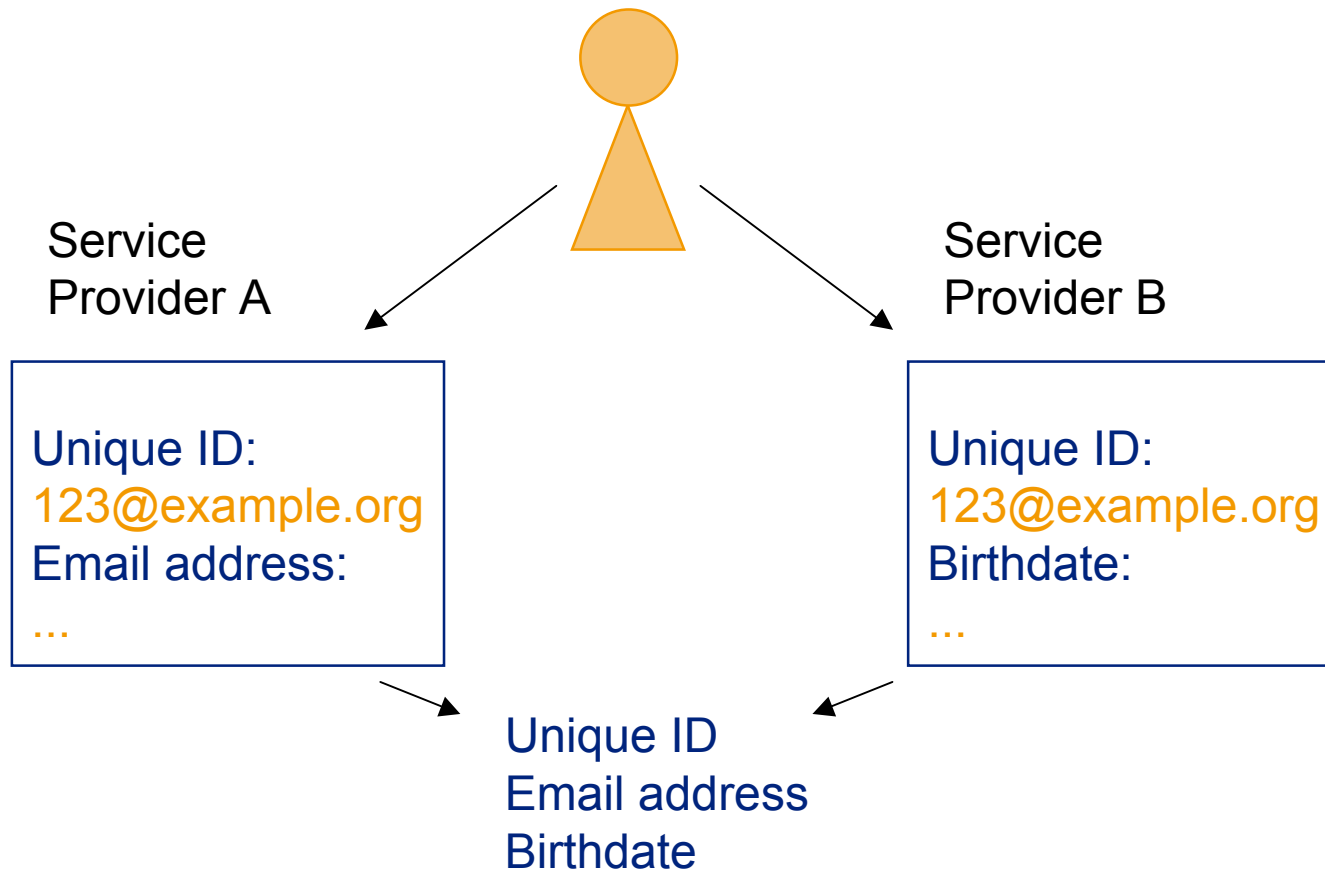 Service
Provider A
Service
Provider B
Unique ID:
123@example.org
Email address:
...
Unique ID:
123@example.org
Birthdate:
...
Unique ID
Email address
Birthdate